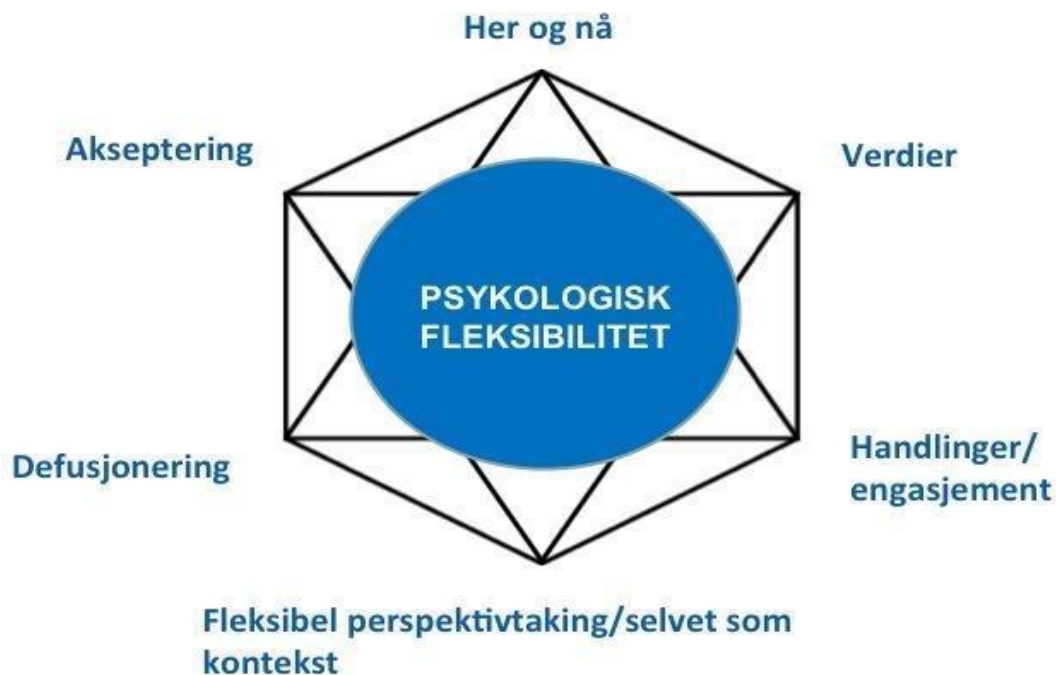 Her og nå
Akseptering
Verdier
PSYKOLOGISK
FLEKSIBILITET
Defusjonering
Handlinger/
engasjement
Fleksibel perspektivtaking/selvet som
kontekst